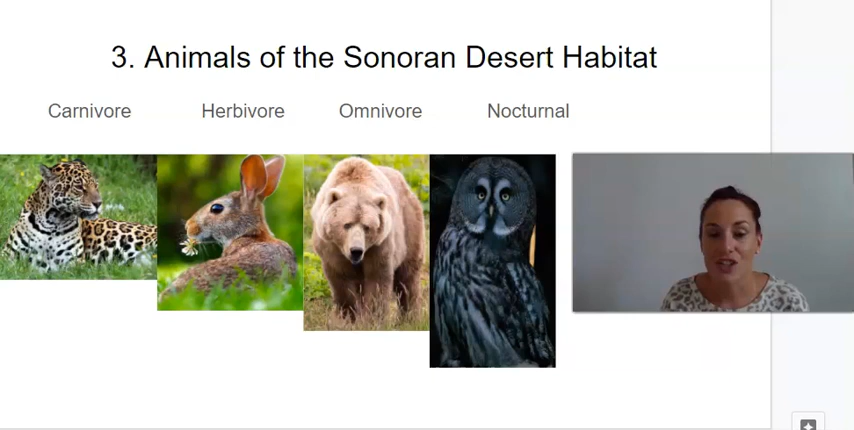 3. Animals of the Sonoran Desert Habitat
Carnivore Herbivore Omnivore Nocturnal